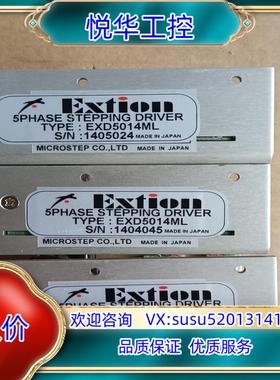 悦华工控
Extion
5PHASE STEPPING DRIVER
TYPE : EXD5014ML
S/N : 1405024 MADE IN JAPAN
MICROSTEP CO.,LTD MADE IN JAPAN
Extion
5PHASE STEPPING DRIVER
TYPE : EXD5014ML
S/N : 1404045 MADE IN JAPAN
MICROSTEP CO.,LTD MADE IN JAPAN
Extion
5PHASE STEPPING DRIVER
价
欢迎咨询 VX:susu52013141
品质保证 优质服务